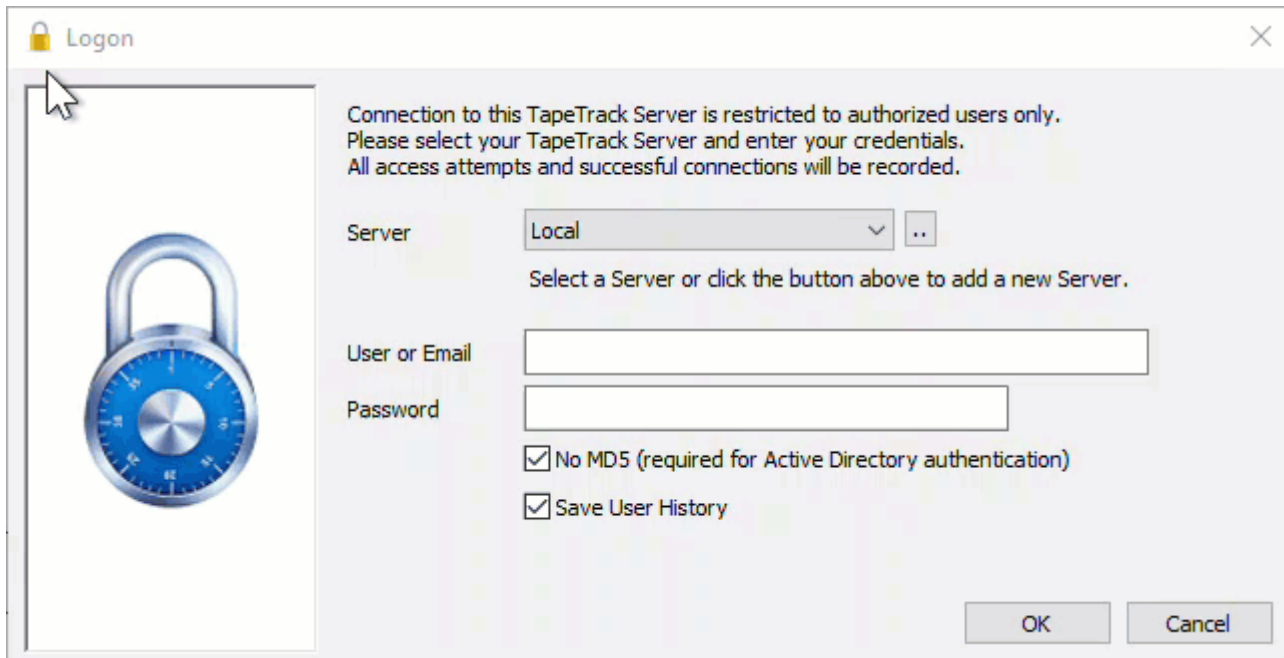 Logon
Connection to this TapeTrack Server is restricted to authorized users only.
Please select your TapeTrack Server and enter your credentials.
All access attempts and successful connections will be recorded.
Server
Local
..
Select a Server or click the button above to add a new Server.
User or Email
Password
No MD5 (required for Active Directory authentication)
Save User History
OK
Cancel